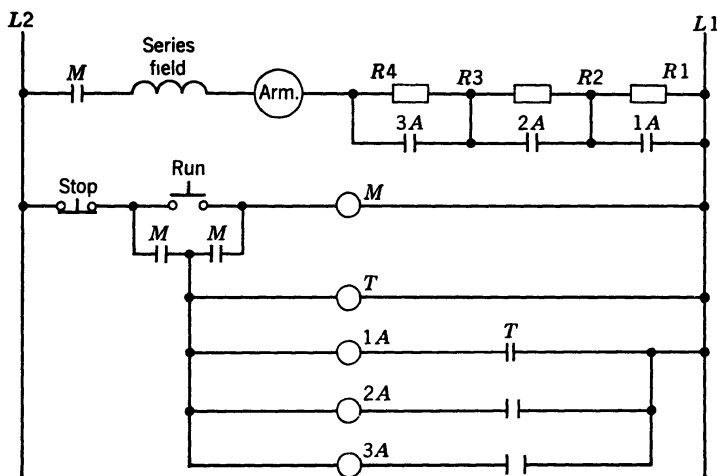 L2
L1
Series
field
M
Arm.
R4
R3
R2
R1
3A
2A
1A
Stop
Run
M
M
M
T
1A
T
2A
3A